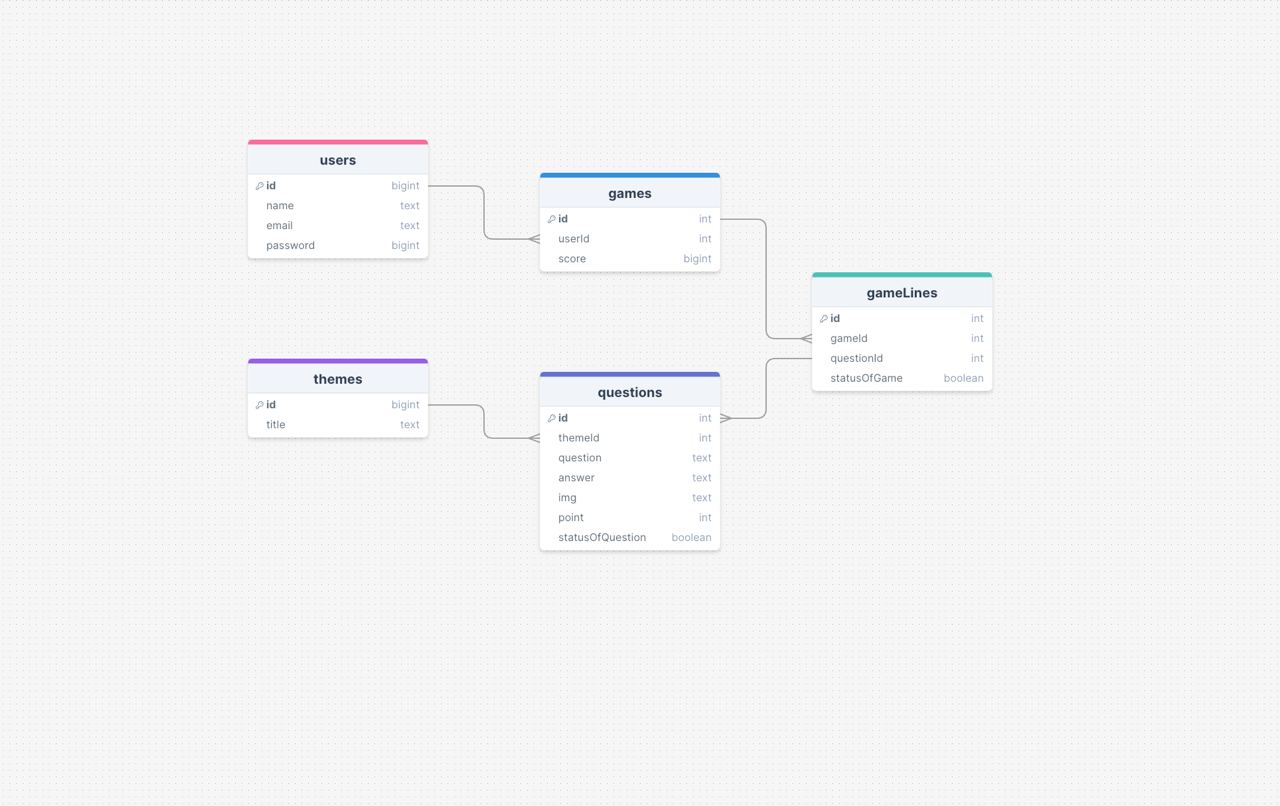 users
id bigint
name text
email text
password bigint
games
id int
userId int
score bigint
gameLines
id int
gameId int
questionId int
statusOfGame boolean
themes
id bigint
title text
questions
id int
themeId int
question text
answer text
img text
point int
statusOfQuestion boolean